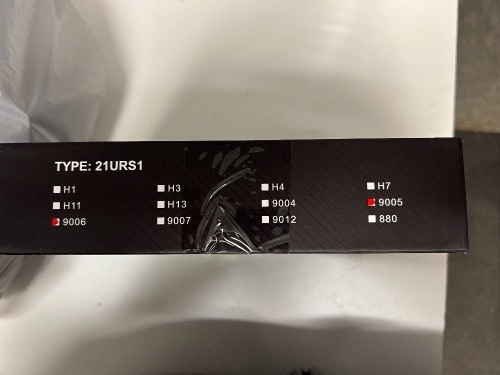 TYPE: 21URS1
H1 H3 H4 H7
H11 H13 9004 9005
9006 9007 9012 880